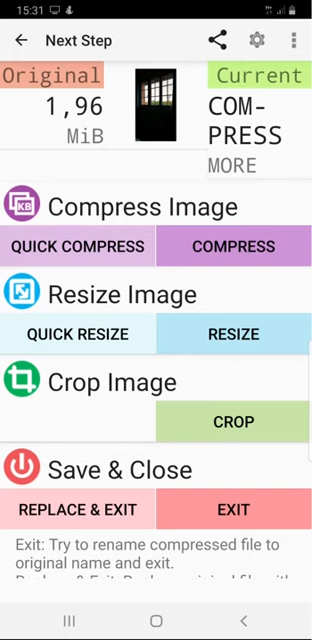 15:31
Next Step
Original
Current
1,96
MiB
COM-
PRESS
MORE
KB
Compress Image
QUICK COMPRESS
COMPRESS
Resize Image
QUICK RESIZE
RESIZE
Crop Image
CROP
Save & Close
REPLACE & EXIT
EXIT
Exit: Try to rename compressed file to
original name and exit.